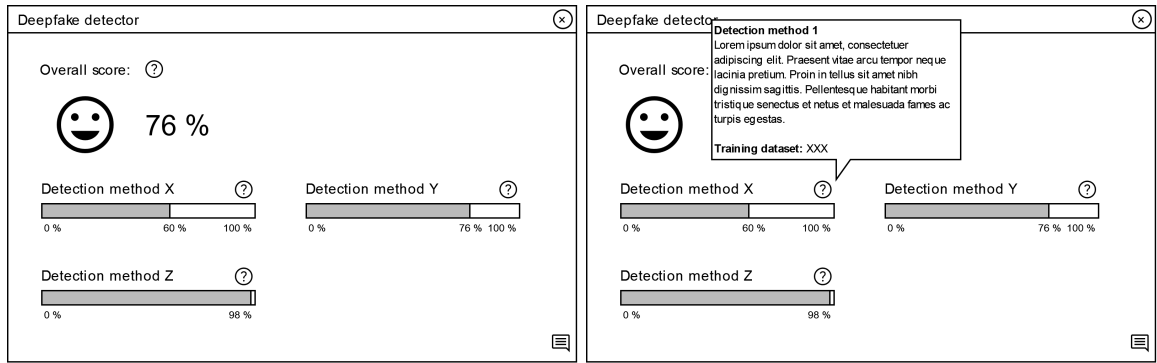 Deepfake detector
Overall score: ?
76 %
Detection method X ?
0 % 60 % 100 %
Detection method Y ?
0 % 76 % 100 %
Detection method Z ?
0 % 98 %
Deepfake detector
Detection method 1
Lorem ipsum dolor sit amet, consectetuer
adipiscing elit. Praesent vitae arcu tempor neque
lacinia pretium. Proin in tellus sit amet nibh
dignissim sagittis. Pellentesque habitant morbi
tristique senectus et netus et malesuada fames ac
turpis egestas.
Training dataset: XXX
Overall score:
Detection method X ?
0 % 60 % 100 %
Detection method Y ?
0 % 76 % 100 %
Detection method Z ?
0 % 98 %